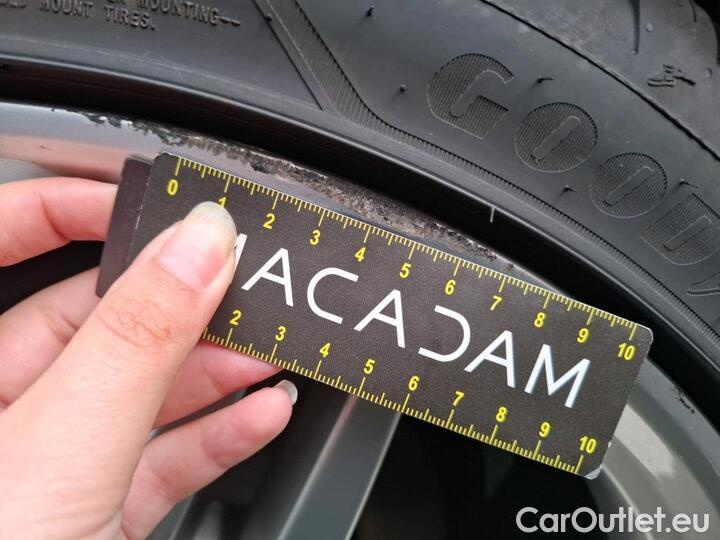 MOUNTING—
MOUNT TIRES.
GOODY
0 1 2 3 4 5 6 7 8 9 10
MACADAM
2 3 4 5 6 7 8 9 10
CarOutlet.eu